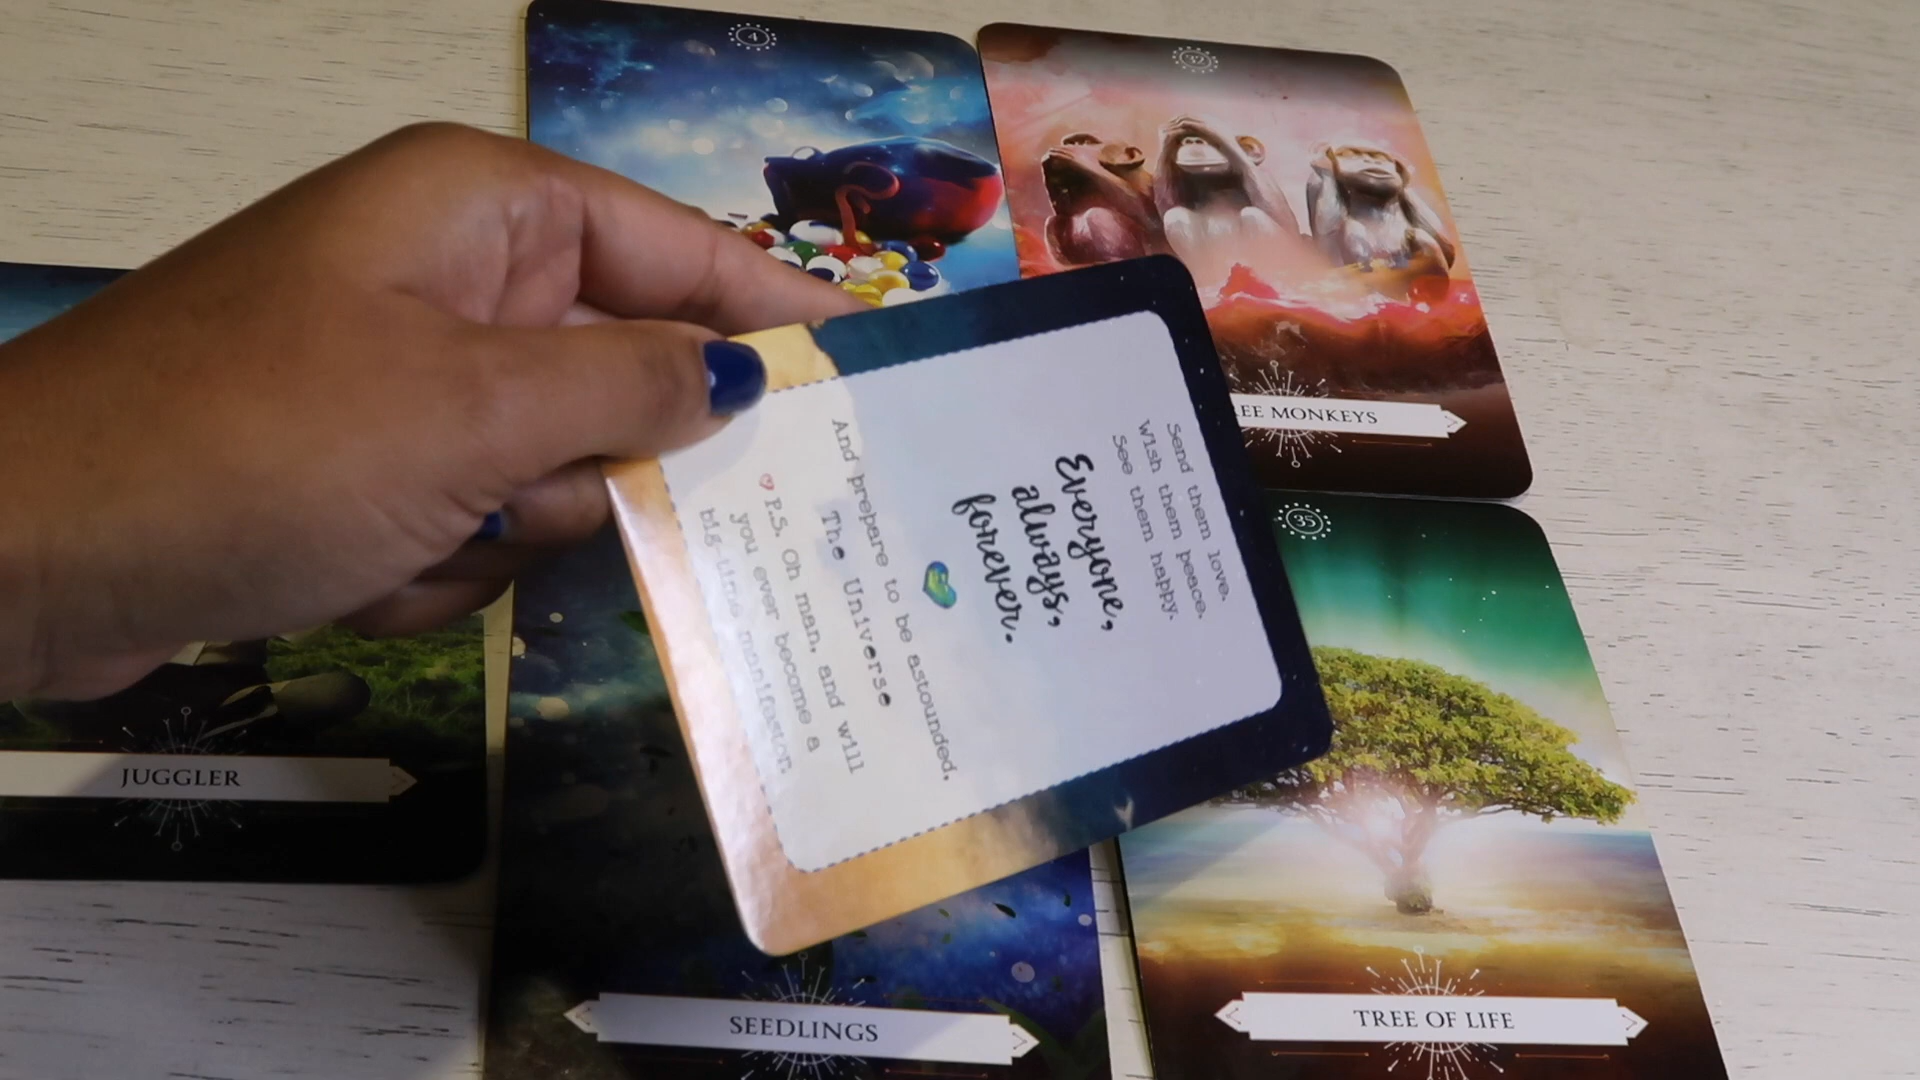 4
32
REE MONKEYS
Send them love.
Wish them peace.
See them happy.
Everyone,
always,
forever.
And prepare to be astounded,
The Universe
P.S. Oh man, and will
you ever become a
big-time manifestor.
35
JUGGLER
SEEDLINGS
TREE OF LIFE